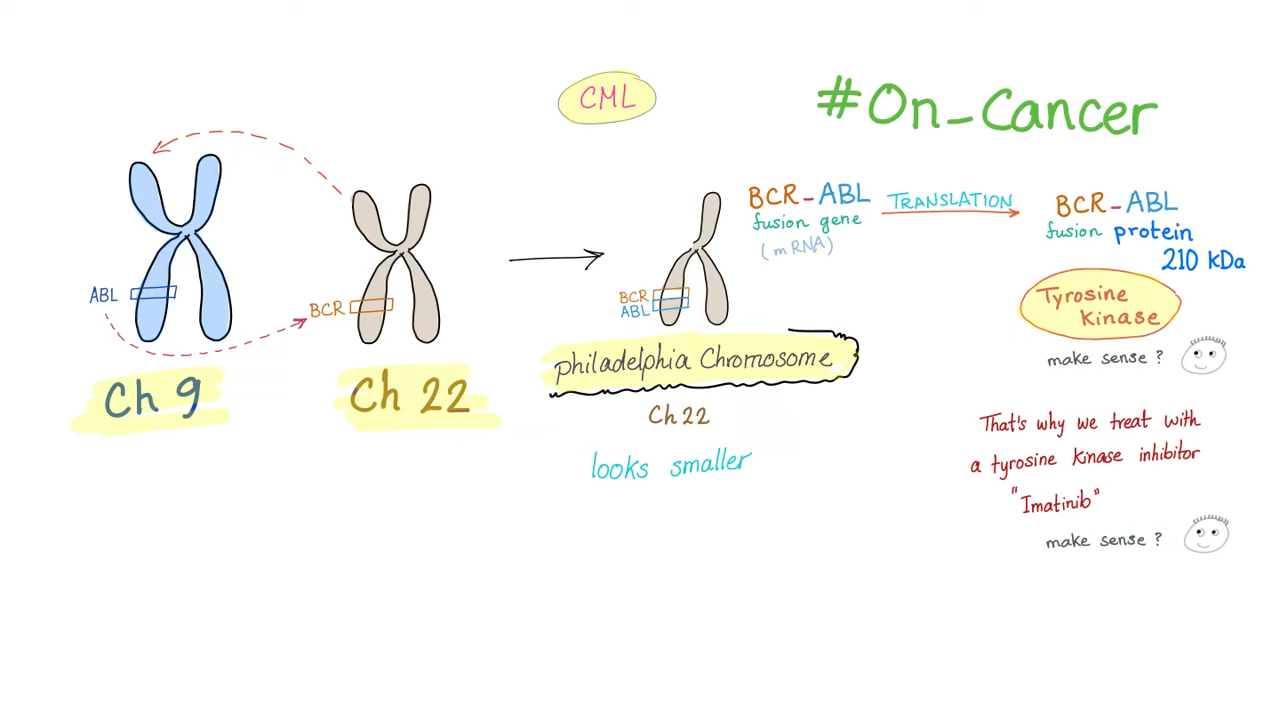 CML
#On_Cancer
ABL
Ch 9
BCR
Ch 22
BCR
ABL
Philadelphia Chromosome
Ch 22
looks smaller
BCR-ABL
fusion gene
(mRNA)
TRANSLATION
BCR-ABL
fusion protein
210 KDa
Tyrosine
Kinase
make sense ?
That's why we treat with
a tyrosine kinase inhibitor
"Imatinib"
make sense ?